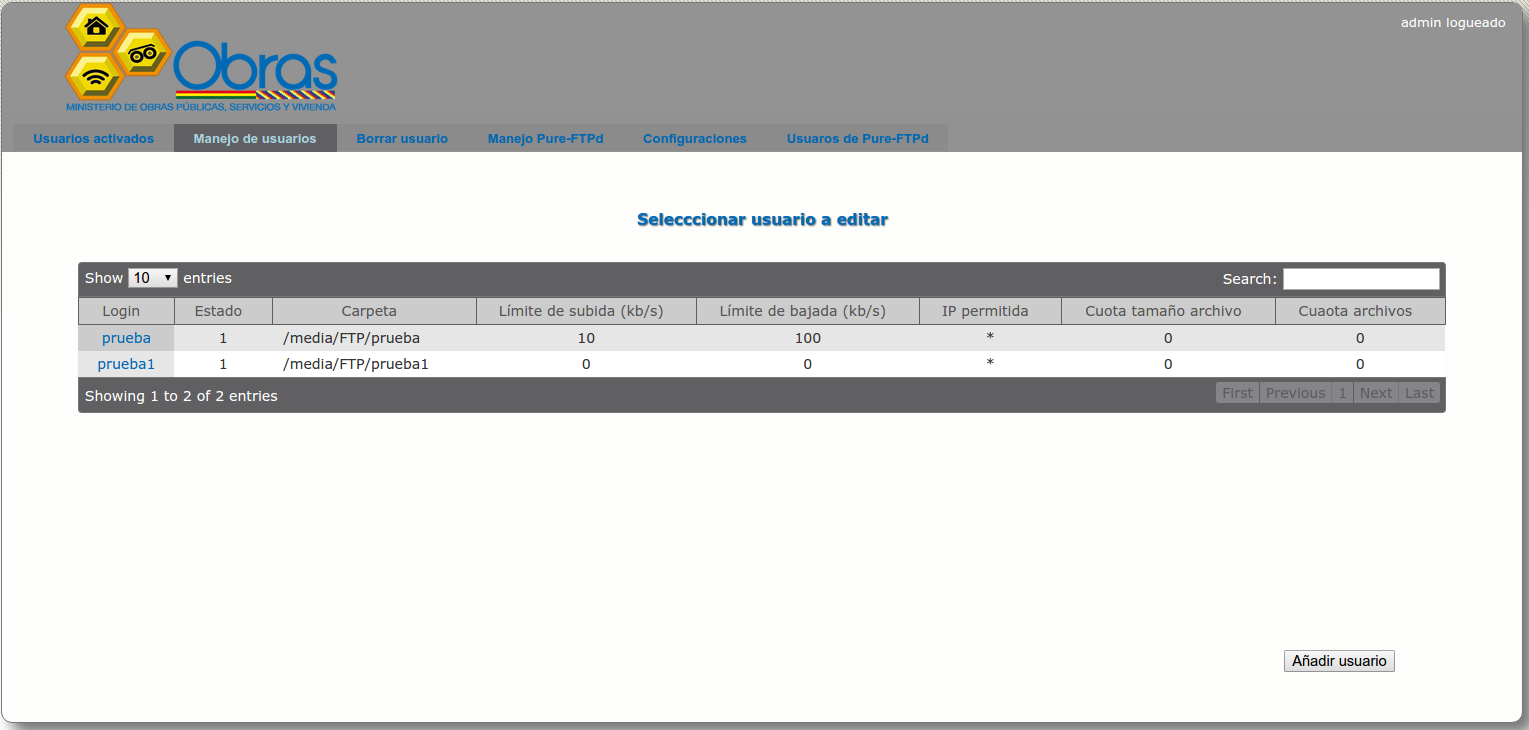 admin logueado
Obras
MINISTERIO DE OBRAS PÚBLICAS, SERVICIOS Y VIVIENDA
Usuarios activados Manejo de usuarios Borrar usuario Manejo Pure-FTPd Configuraciones Usuaros de Pure-FTPd
Selecccionar usuario a editar
Show 10 entries Search:
Login Estado Carpeta Límite de subida (kb/s) Límite de bajada (kb/s) IP permitida Cuota tamaño archivo Cuaota archivos
prueba 1 /media/FTP/prueba 10 100 * 0 0
prueba1 1 /media/FTP/prueba1 0 0 * 0 0
Showing 1 to 2 of 2 entries First Previous 1 Next Last
Añadir usuario